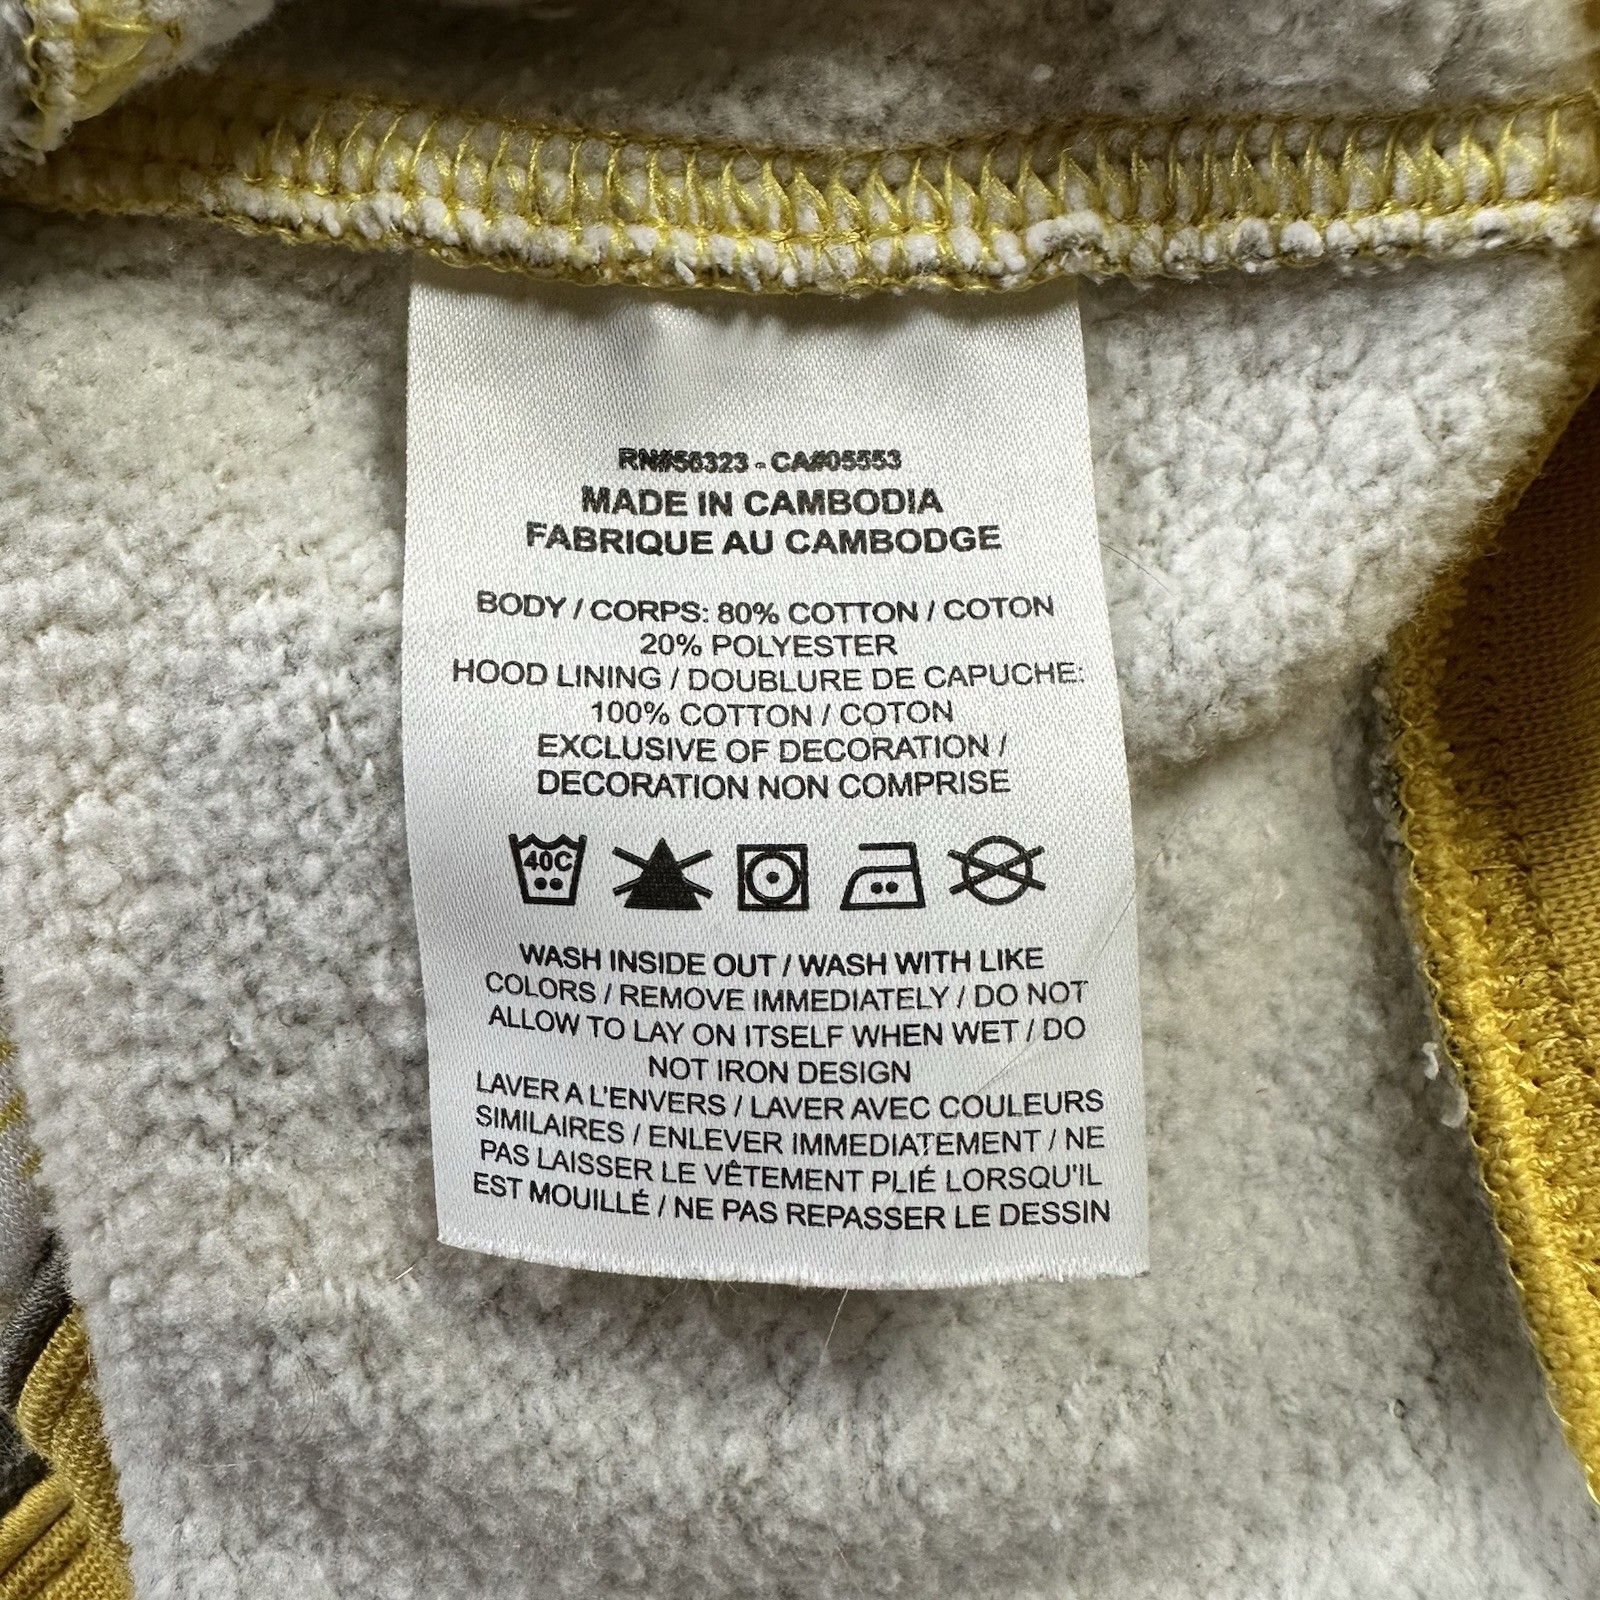 RN#56323 - CA#05553
MADE IN CAMBODIA
FABRIQUE AU CAMBODGE
BODY / CORPS: 80% COTTON / COTON
20% POLYESTER
HOOD LINING / DOUBLURE DE CAPUCHE:
100% COTTON / COTON
EXCLUSIVE OF DECORATION /
DECORATION NON COMPRISE
40C
WASH INSIDE OUT / WASH WITH LIKE
COLORS / REMOVE IMMEDIATELY / DO NOT
ALLOW TO LAY ON ITSELF WHEN WET / DO
NOT IRON DESIGN
LAVER A L'ENVERS / LAVER AVEC COULEURS
SIMILAIRES / ENLEVER IMMEDIATEMENT / NE
PAS LAISSER LE VÊTEMENT PLIÉ LORSQU'IL
EST MOUILLÉ / NE PAS REPASSER LE DESSIN